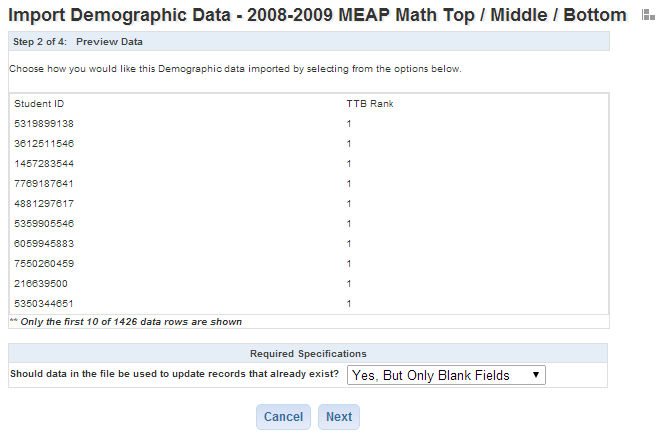 Import Demographic Data - 2008-2009 MEAP Math Top / Middle / Bottom
Step 2 of 4: Preview Data
Choose how you would like this Demographic data imported by selecting from the options below.
Student ID TTB Rank
5319899138 1
3612511546 1
1457283544 1
7769187641 1
4881297617 1
5359905546 1
6059945883 1
7550260459 1
216639500 1
5350344651 1
** Only the first 10 of 1426 data rows are shown
Required Specifications
Should data in the file be used to update records that already exist? Yes, But Only Blank Fields
Cancel Next